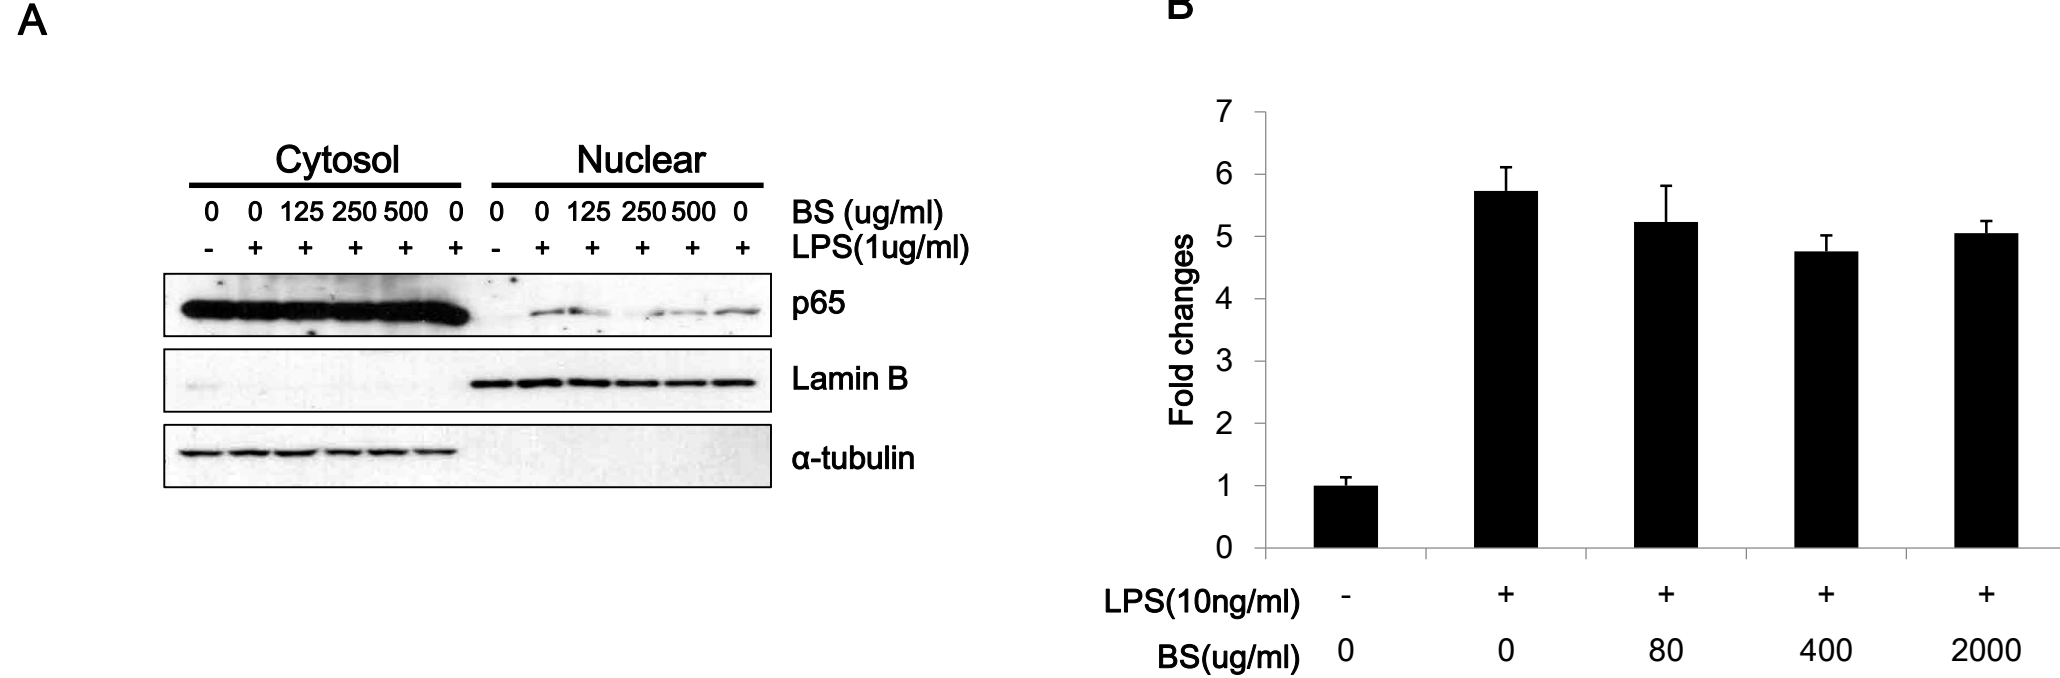 A
Cytosol Nuclear
0 0 125 250 500 0 0 0 125 250 500 0 BS (ug/ml)
- + + + + + - + + + + + LPS(1ug/ml)
p65
Lamin B
α-tubulin
B
7
6
5
4
3
2
1
0
Fold changes
LPS(10ng/ml) - + + + +
BS(ug/ml) 0 0 80 400 2000